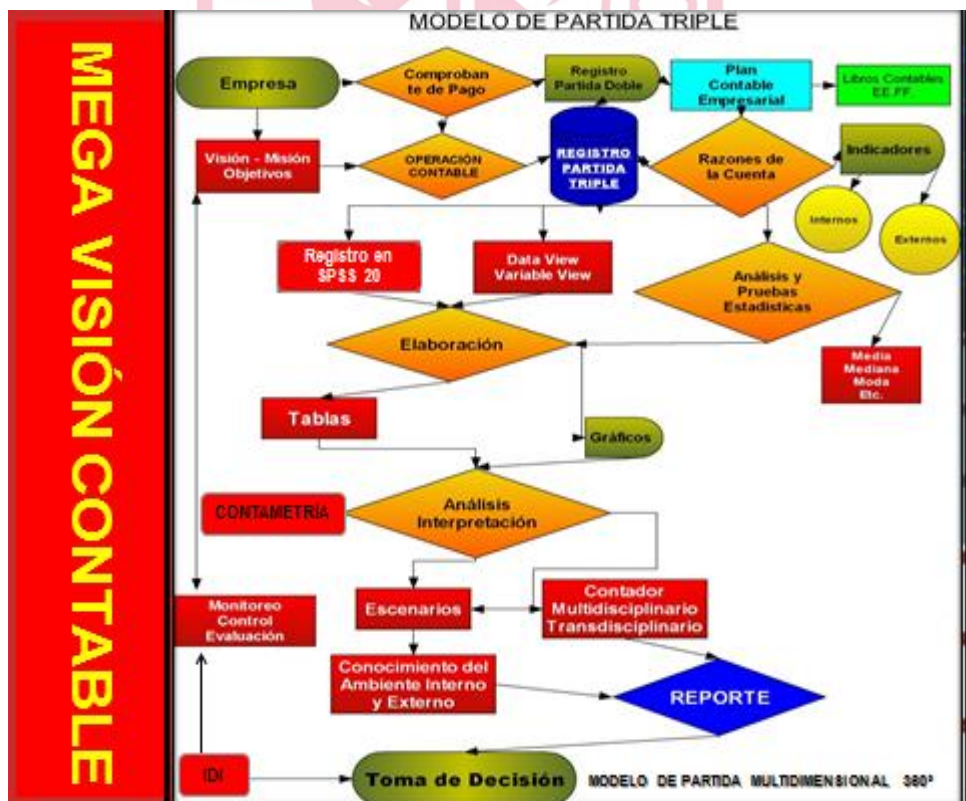 MODELO DE PARTIDA TRIPLE
MEGA VISIÓN CONTABLE
Empresa
Comproban
te de Pago
Registro
Partida Doble
Plan
Contable
Empresarial
Libros Contables
EE.FF.
Visión - Misión
Objetivos
OPERACIÓN
CONTABLE
REGISTRO
PARTIDA
TRIPLE
Razones de
la Cuenta
Indicadores
Internos
Externos
Registro en
SPSS 20
Data View
Variable View
Análisis y
Pruebas
Estadísticas
Elaboración
Media
Mediana
Moda
Etc.
Tablas
Gráficos
CONTAMETRÍA
Análisis
Interpretación
Monitoreo
Control
Evaluación
Escenarios
Contador
Multidisciplinario
Transdisciplinario
Conocimiento del
Ambiente Interno
y Externo
REPORTE
IDI
Toma de Decisión
MODELO DE PARTIDA MULTIDIMENSIONAL 360º